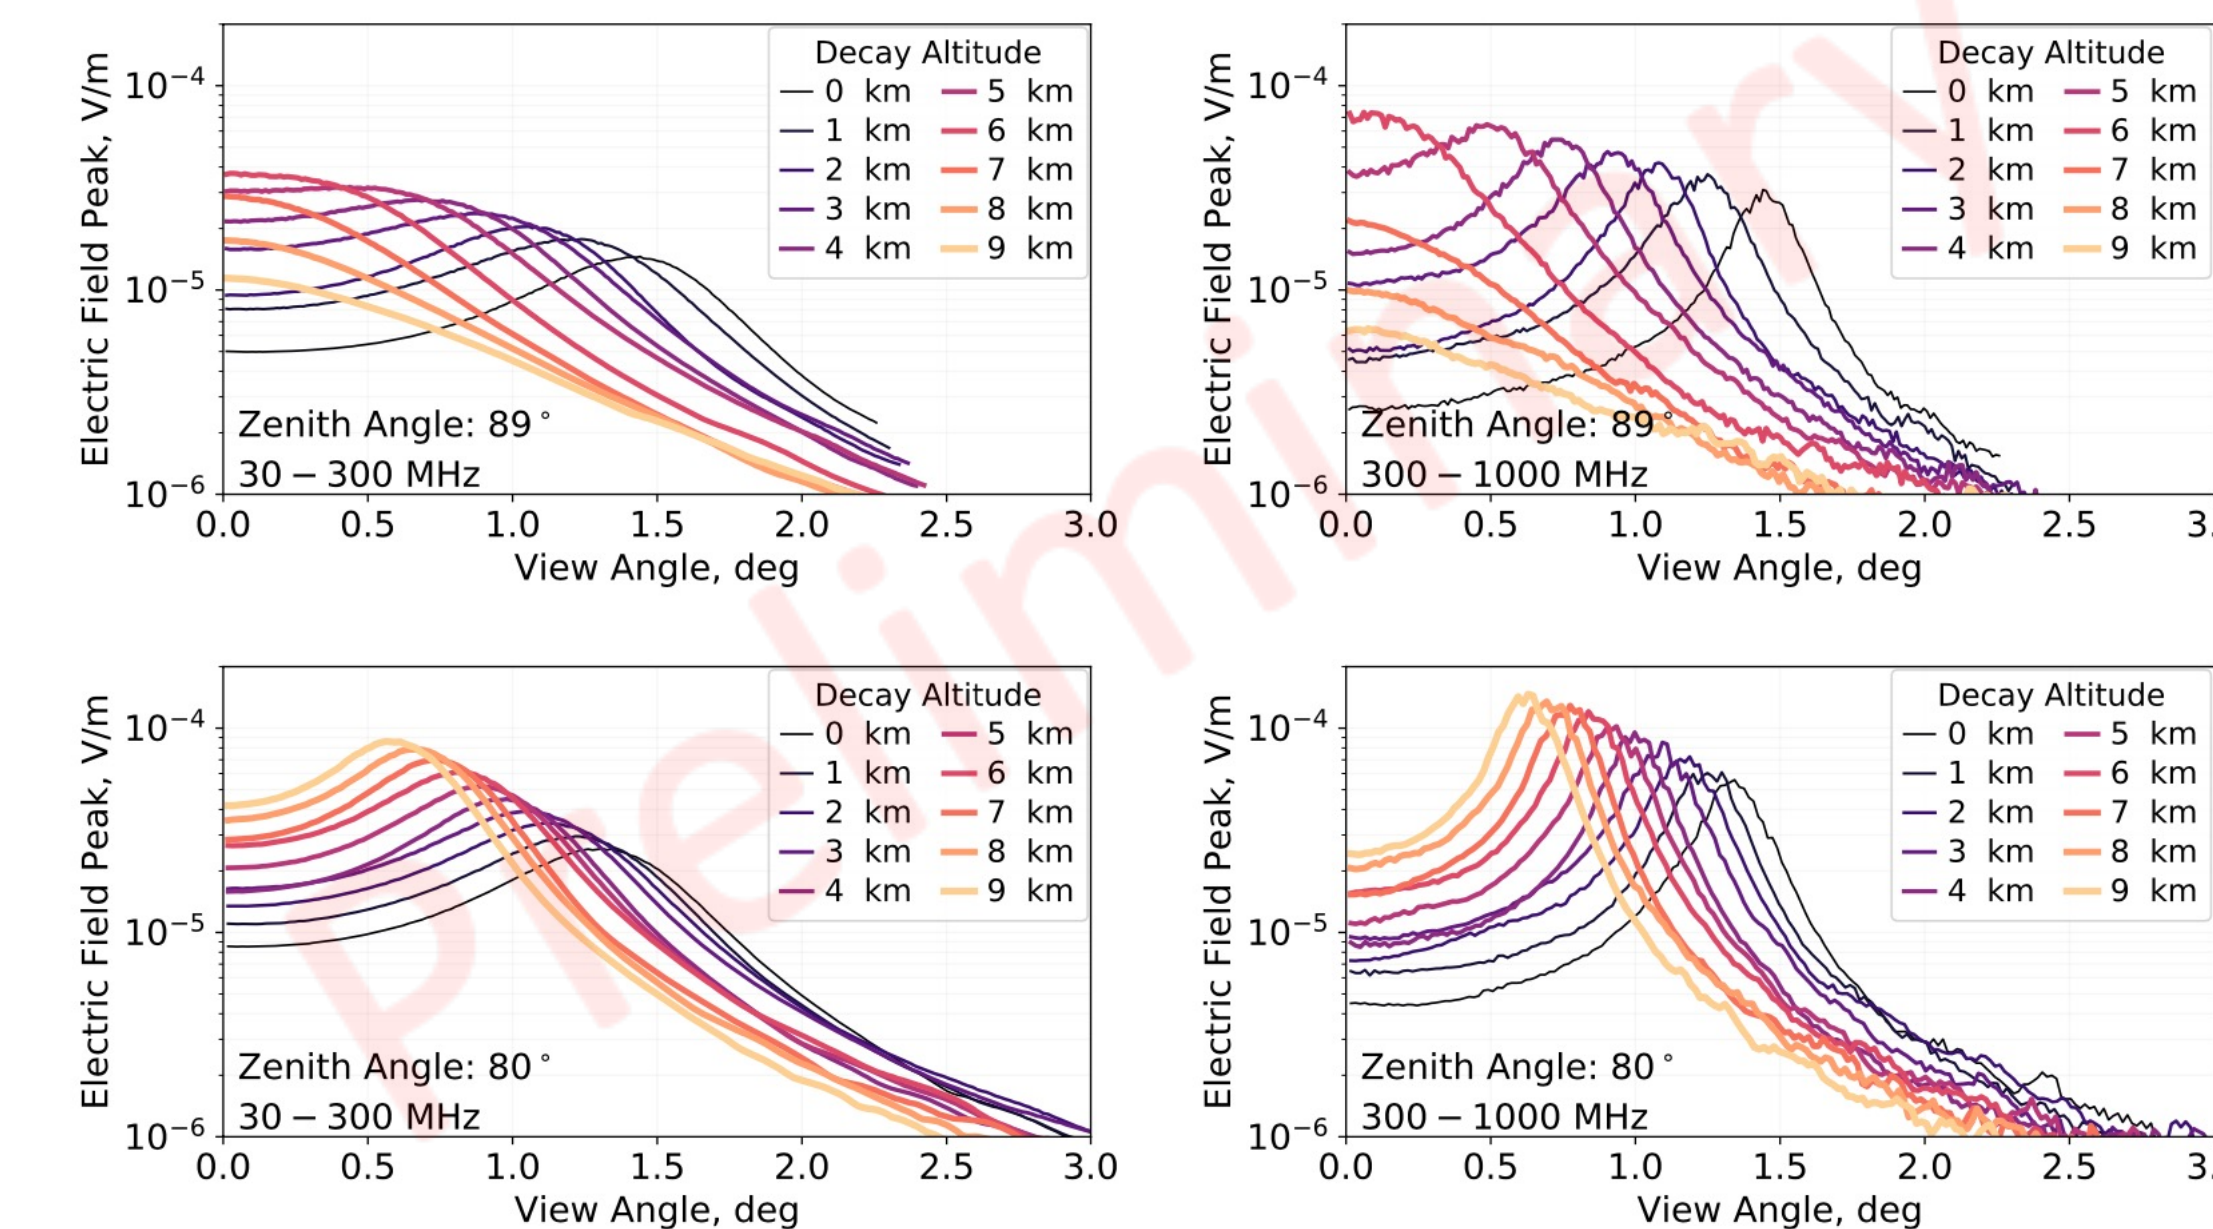 Electric Field Peak, V/m
10⁻⁴
10⁻⁵
10⁻⁶
Decay Altitude
0 km 5 km
1 km 6 km
2 km 7 km
3 km 8 km
4 km 9 km
Zenith Angle: 89°
30 – 300 MHz
0.0 0.5 1.0 1.5 2.0 2.5 3.0
View Angle, deg
Electric Field Peak, V/m
10⁻⁴
10⁻⁵
10⁻⁶
Decay Altitude
0 km 5 km
1 km 6 km
2 km 7 km
3 km 8 km
4 km 9 km
Zenith Angle: 89°
300 – 1000 MHz
0.0 0.5 1.0 1.5 2.0 2.5 3.
View Angle, deg
Electric Field Peak, V/m
10⁻⁴
10⁻⁵
10⁻⁶
Decay Altitude
0 km 5 km
1 km 6 km
2 km 7 km
3 km 8 km
4 km 9 km
Zenith Angle: 80°
30 – 300 MHz
0.0 0.5 1.0 1.5 2.0 2.5 3.0
View Angle, deg
Electric Field Peak, V/m
10⁻⁴
10⁻⁵
10⁻⁶
Decay Altitude
0 km 5 km
1 km 6 km
2 km 7 km
3 km 8 km
4 km 9 km
Zenith Angle: 80°
300 – 1000 MHz
0.0 0.5 1.0 1.5 2.0 2.5 3.
View Angle, deg
Preliminary